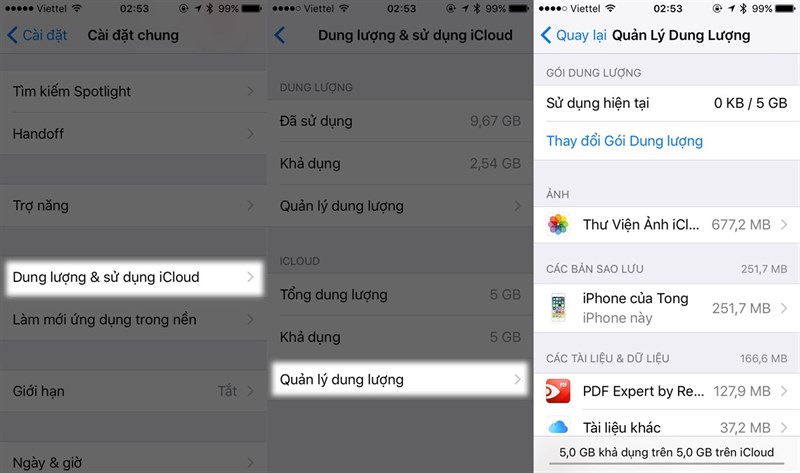 Viettel 02:53 99%
Cài đặt Cài đặt chung
Tìm kiếm Spotlight
Handoff
Trợ năng
Dung lượng & sử dụng iCloud
Làm mới ứng dụng trong nền
Giới hạn Tắt
Ngày & giờ
Viettel 02:53 99%
Dung lượng & sử dụng iCloud
DUNG LƯỢNG
Đã sử dụng 9,67 GB
Khả dụng 2,54 GB
Quản lý dung lượng
ICLOUD
Tổng dung lượng 5 GB
Khả dụng 5 GB
Quản lý dung lượng
Viettel 02:53 99%
Quay lại Quản Lý Dung Lượng
GÓI DUNG LƯỢNG
Sử dụng hiện tại 0 KB / 5 GB
Thay đổi Gói Dung lượng
ẢNH
Thư Viện Ảnh iCl... 677,2 MB
CÁC BẢN SAO LƯU 251,7 MB
iPhone của Tong 251,7 MB
iPhone này
CÁC TÀI LIỆU & DỮ LIỆU 166,6 MB
PDF Expert by Re... 127,9 MB
Tài liệu khác 37,2 MB
5,0 GB khả dụng trên 5,0 GB trên iCloud